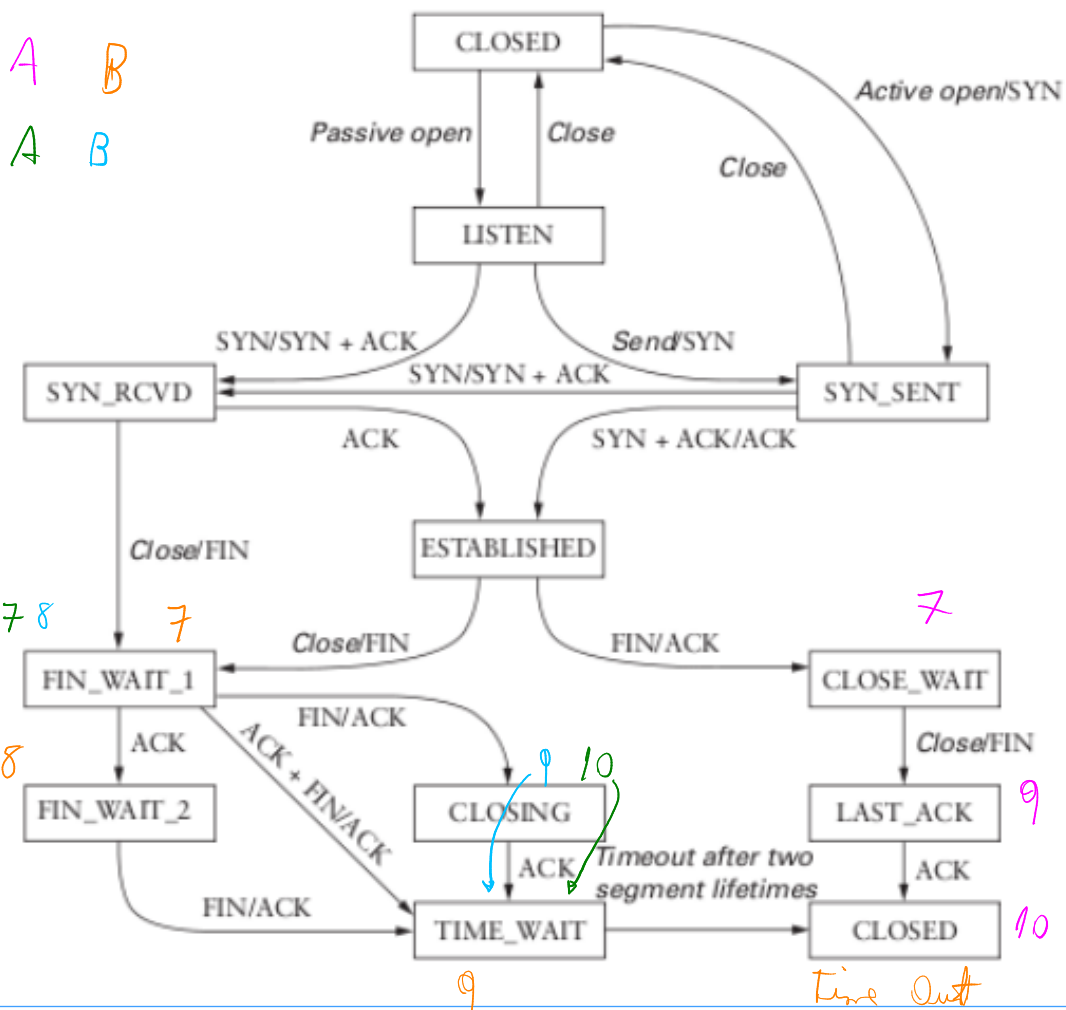 CLOSED
A B
Active open/SYN
Passive open
Close
A B
Close
LISTEN
SYN/SYN + ACK
Send/SYN
SYN/SYN + ACK
SYN_RCVD
SYN_SENT
ACK
SYN + ACK/ACK
ESTABLISHED
Close/FIN
7 8
7
7
Close/FIN
FIN/ACK
FIN_WAIT_1
CLOSE_WAIT
FIN/ACK
ACK
ACK + FIN/ACK
Close/FIN
8
9
10
FIN_WAIT_2
CLOSING
LAST_ACK
9
ACK
Timeout after two
segment lifetimes
ACK
FIN/ACK
TIME_WAIT
CLOSED
10
9
Time Out